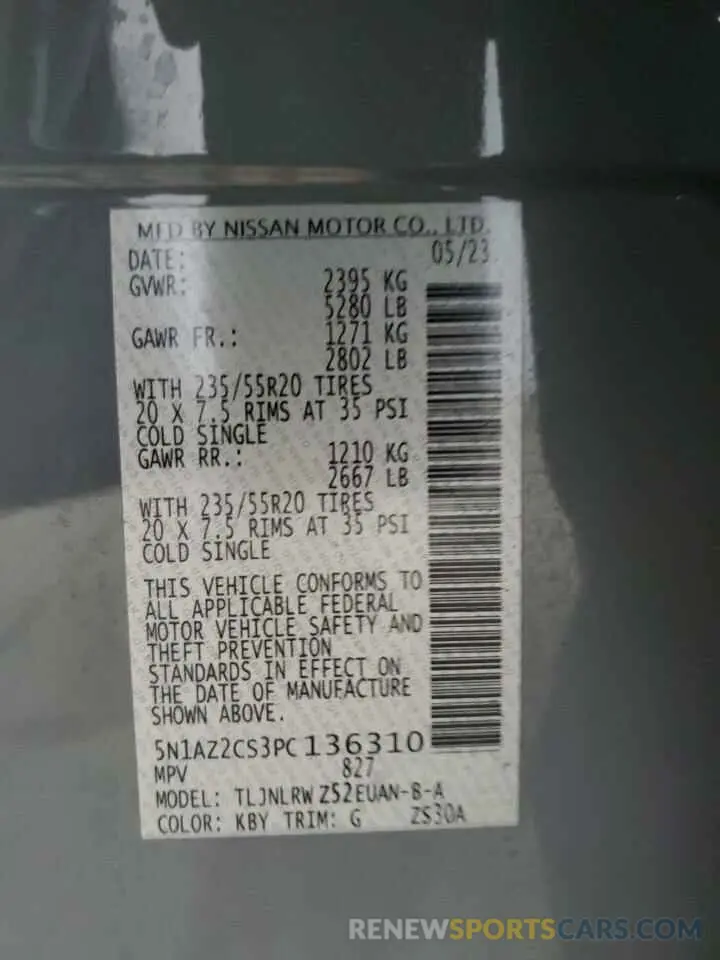 MFD BY NISSAN MOTOR CO., LTD.
DATE: 05/23
GVWR: 2395 KG
5280 LB
GAWR FR.: 1271 KG
2802 LB
WITH 235/55R20 TIRES
20 X 7.5 RIMS AT 35 PSI
COLD SINGLE
GAWR RR.: 1210 KG
2667 LB
WITH 235/55R20 TIRES
20 X 7.5 RIMS AT 35 PSI
COLD SINGLE
THIS VEHICLE CONFORMS TO
ALL APPLICABLE FEDERAL
MOTOR VEHICLE SAFETY AND
THEFT PREVENTION
STANDARDS IN EFFECT ON
THE DATE OF MANUFACTURE
SHOWN ABOVE.
5N1AZ2CS3PC136310
MPV 827
MODEL: TLJNLRW Z52EUAN-B-A
COLOR: KBY TRIM: G ZS30A
RENEWSPORTSCARS.COM